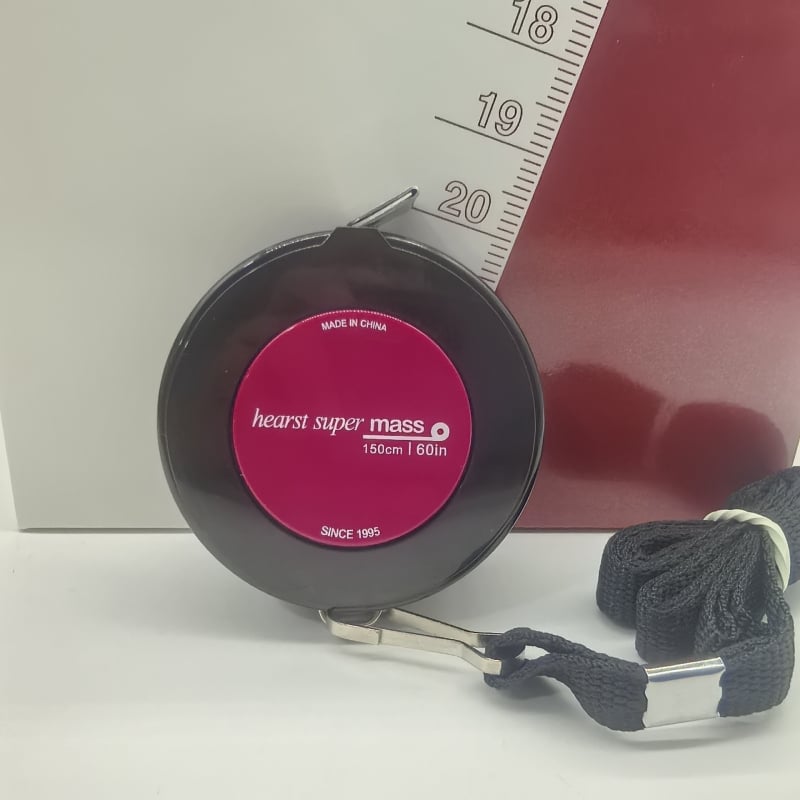 18
19
20
MADE IN CHINA
hearst super mass
150cm | 60in
SINCE 1995